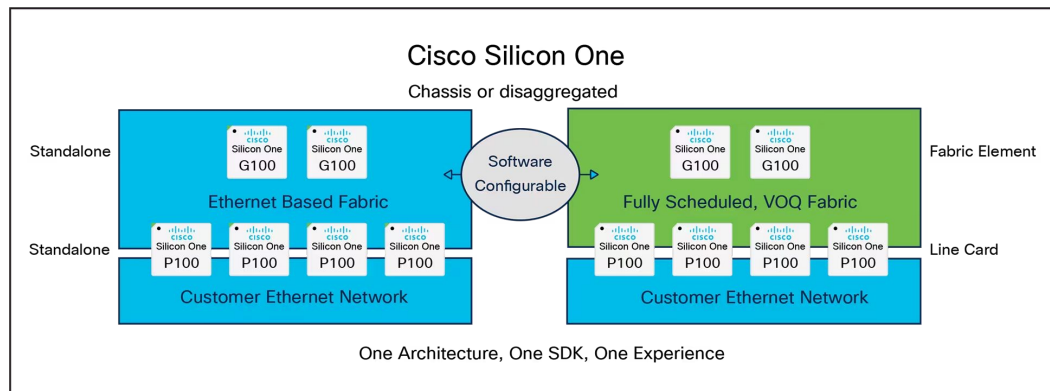 Cisco Silicon One
Chassis or disaggregated
Standalone
CISCO
Silicon One
G100
CISCO
Silicon One
G100
Ethernet Based Fabric
Software
Configurable
CISCO
Silicon One
G100
CISCO
Silicon One
G100
Fully Scheduled, VOQ Fabric
Fabric Element
Standalone
CISCO
Silicon One
P100
CISCO
Silicon One
P100
CISCO
Silicon One
P100
CISCO
Silicon One
P100
Customer Ethernet Network
CISCO
Silicon One
P100
CISCO
Silicon One
P100
CISCO
Silicon One
P100
CISCO
Silicon One
P100
Line Card
Customer Ethernet Network
One Architecture, One SDK, One Experience